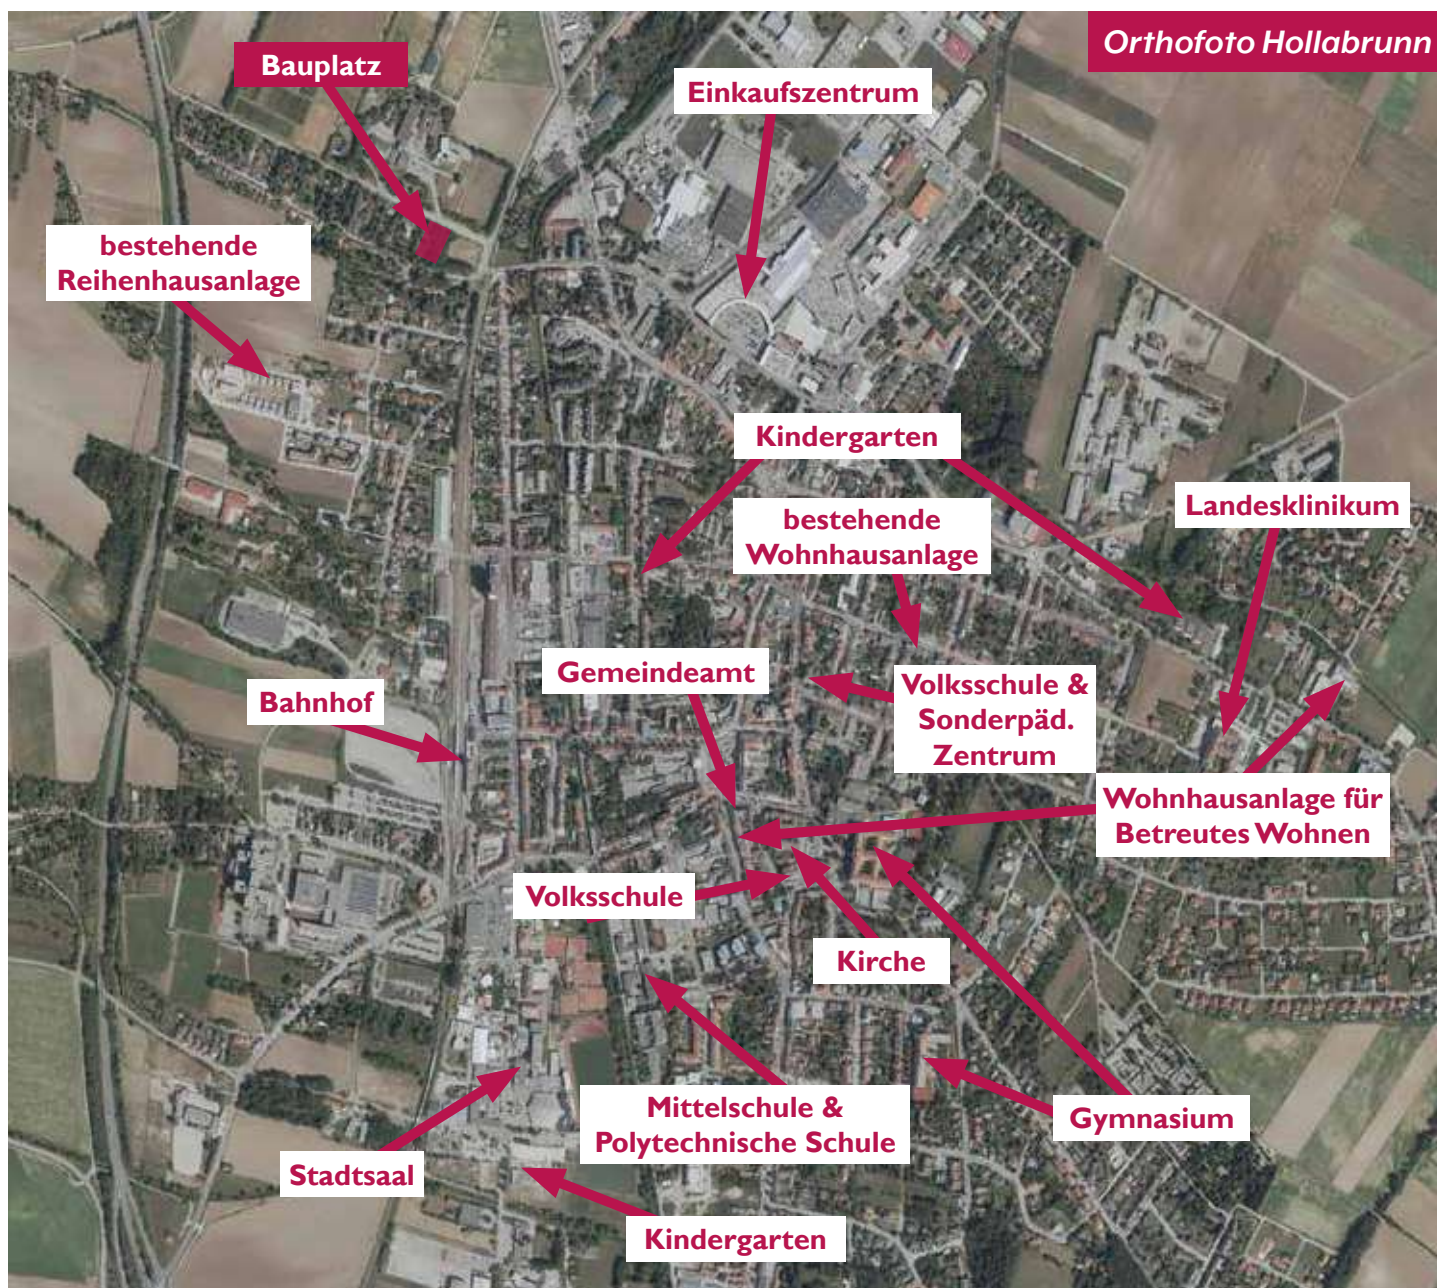 Orthofoto Hollabrunn
Bauplatz
Einkaufszentrum
bestehende
Reihenhausanlage
Kindergarten
Landesklinikum
bestehende
Wohnhausanlage
Gemeindeamt
Volksschule &
Sonderpäd.
Zentrum
Bahnhof
Wohnhausanlage für
Betreutes Wohnen
Volksschule
Kirche
Mittelschule &
Polytechnische Schule
Gymnasium
Stadtsaal
Kindergarten